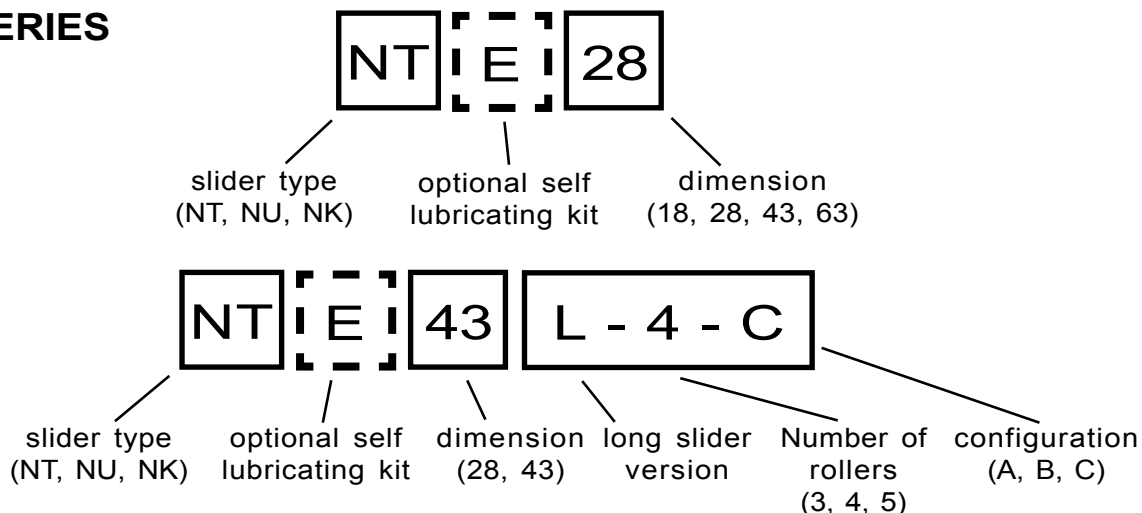 ERIES
NT E 28
slider type optional self dimension
(NT, NU, NK) lubricating kit (18, 28, 43, 63)
NT E 43 L - 4 - C
slider type optional self dimension long slider Number of configuration
(NT, NU, NK) lubricating kit (28, 43) version rollers (A, B, C)
(3, 4, 5)